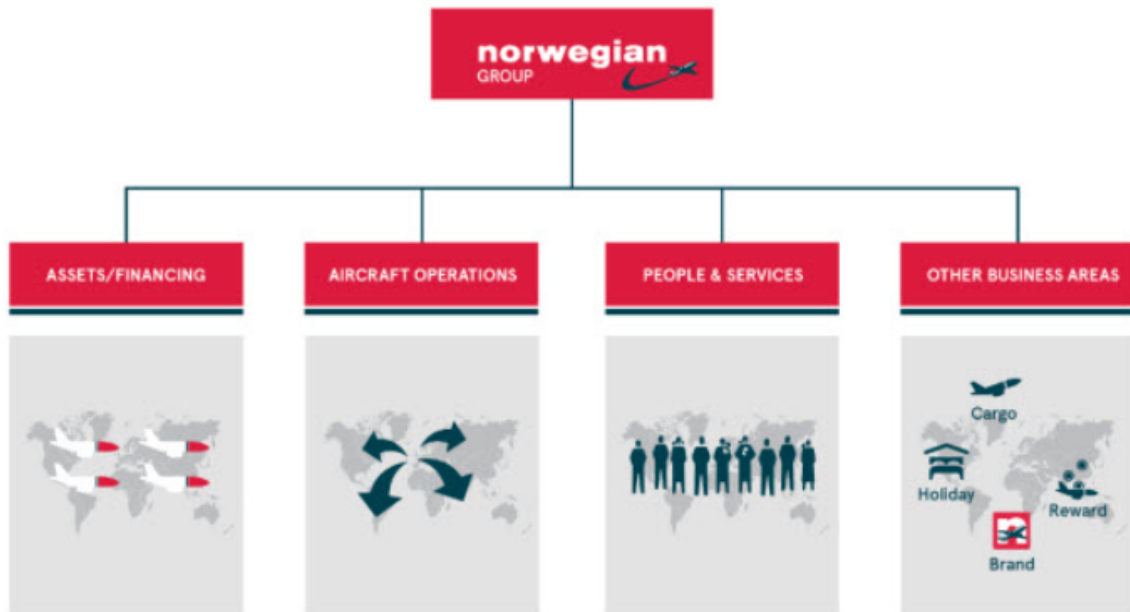 norwegian
GROUP
ASSETS/FINANCING
AIRCRAFT OPERATIONS
PEOPLE & SERVICES
OTHER BUSINESS AREAS
Cargo
Holiday
Reward
Brand